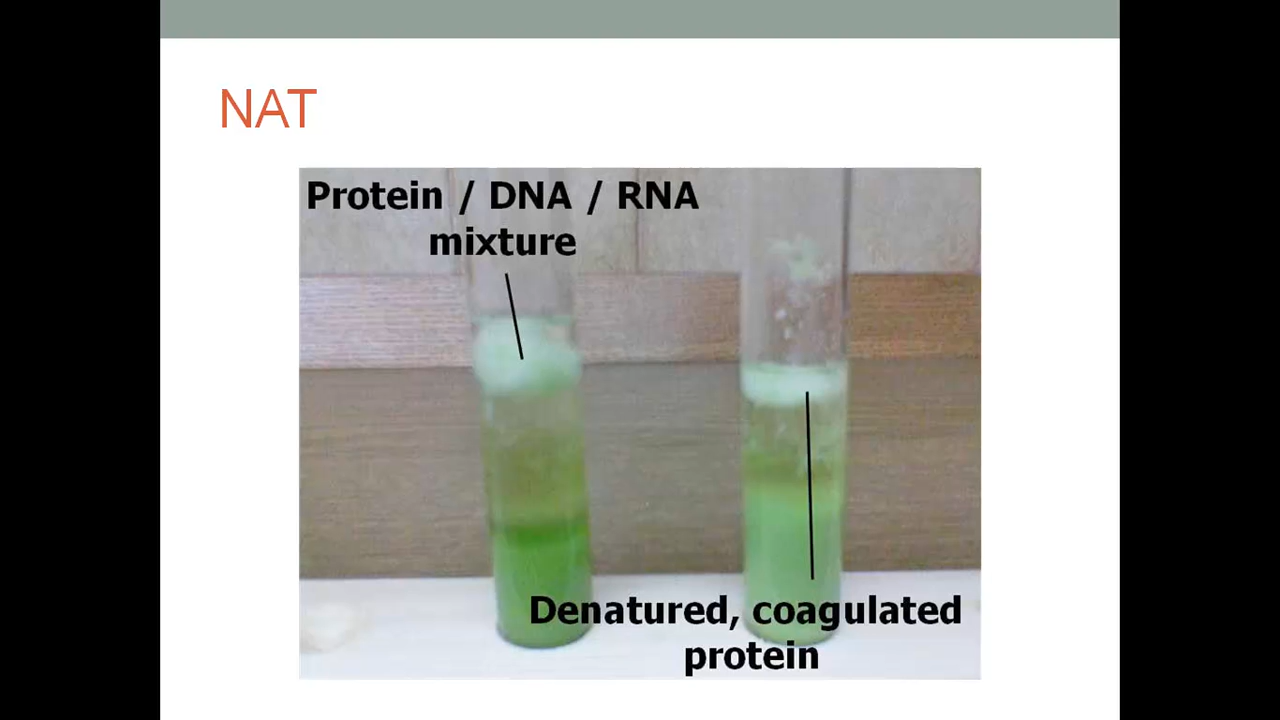 NAT
Protein / DNA / RNA
mixture
Denatured, coagulated
protein